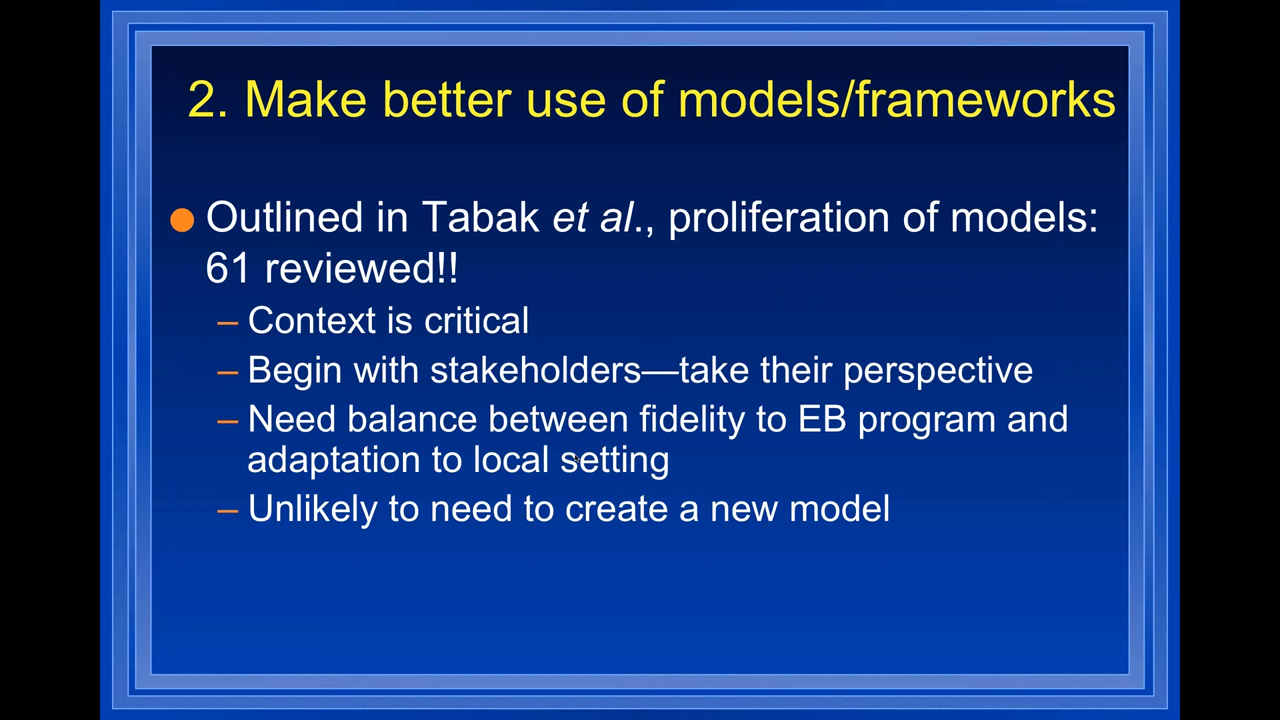 2. Make better use of models/frameworks
Outlined in Tabak et al., proliferation of models:
61 reviewed!!
– Context is critical
– Begin with stakeholders—take their perspective
– Need balance between fidelity to EB program and
adaptation to local setting
– Unlikely to need to create a new model